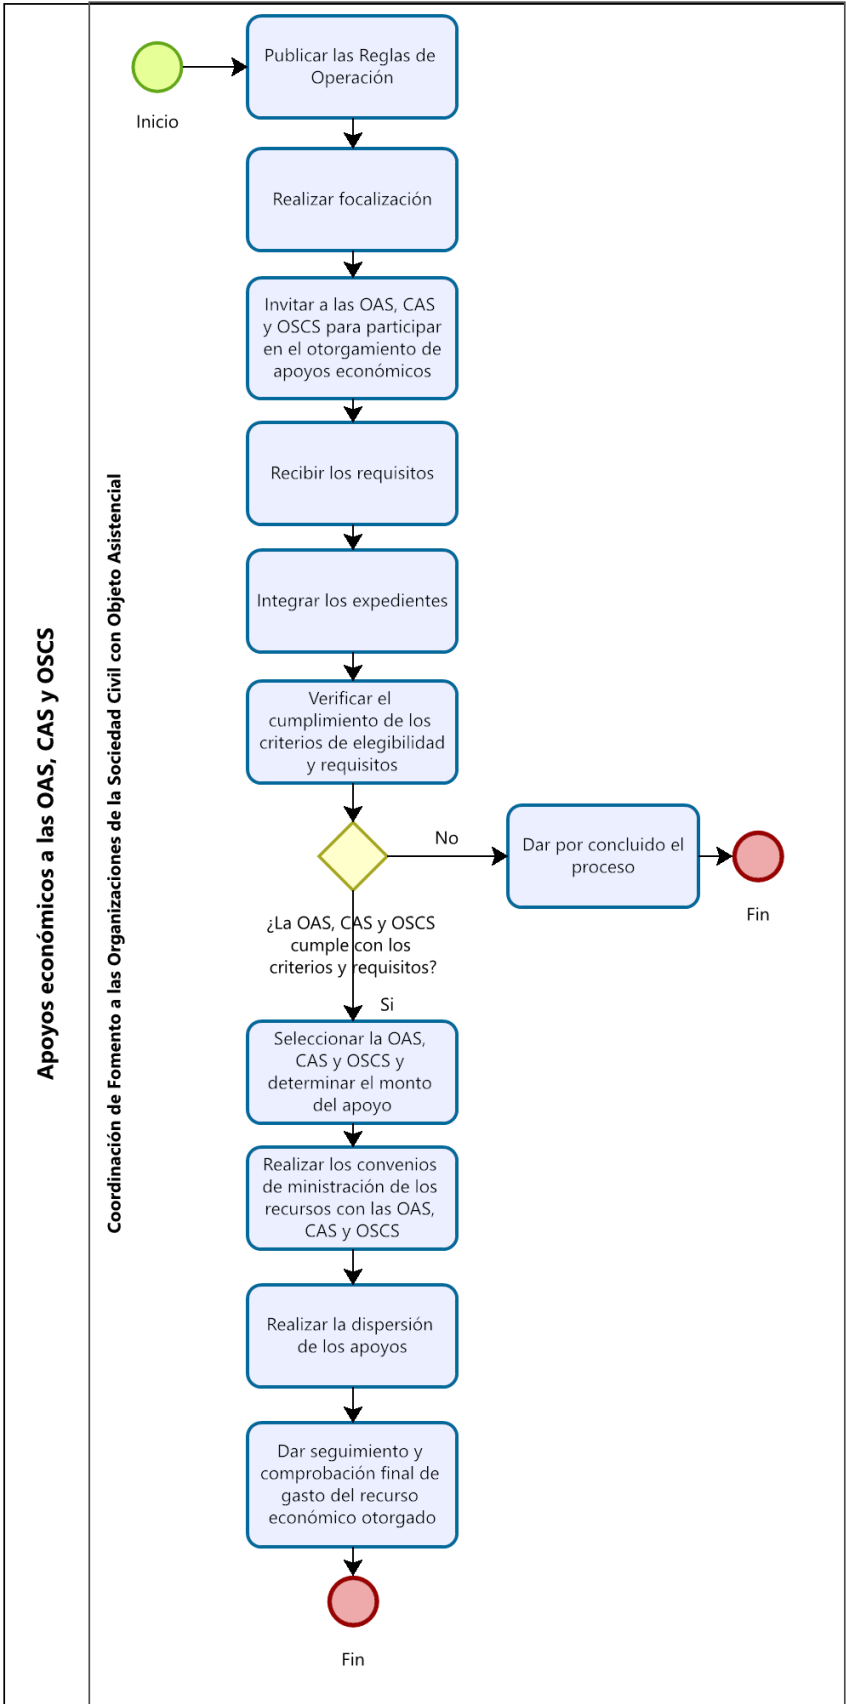 Apoyos económicos a las OAS, CAS y OSCS
Coordinación de Fomento a las Organizaciones de la Sociedad Civil con Objeto Asistencial
Inicio
Publicar las Reglas de
Operación
Realizar focalización
Invitar a las OAS, CAS
y OSCS para participar
en el otorgamiento de
apoyos económicos
Recibir los requisitos
Integrar los expedientes
Verificar el
cumplimiento de los
criterios de elegibilidad
y requisitos
No
Dar por concluido el
proceso
Fin
¿La OAS, CAS y OSCS
cumple con los
criterios y requisitos?
Si
Seleccionar la OAS,
CAS y OSCS y
determinar el monto
del apoyo
Realizar los convenios
de ministración de los
recursos con las OAS,
CAS y OSCS
Realizar la dispersión
de los apoyos
Dar seguimiento y
comprobación final de
gasto del recurso
económico otorgado
Fin